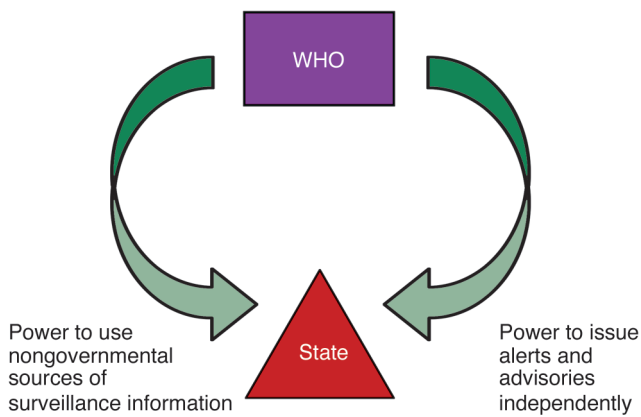 WHO
State
Power to use
nongovernmental
sources of
surveillance information
Power to issue
alerts and
advisories
independently